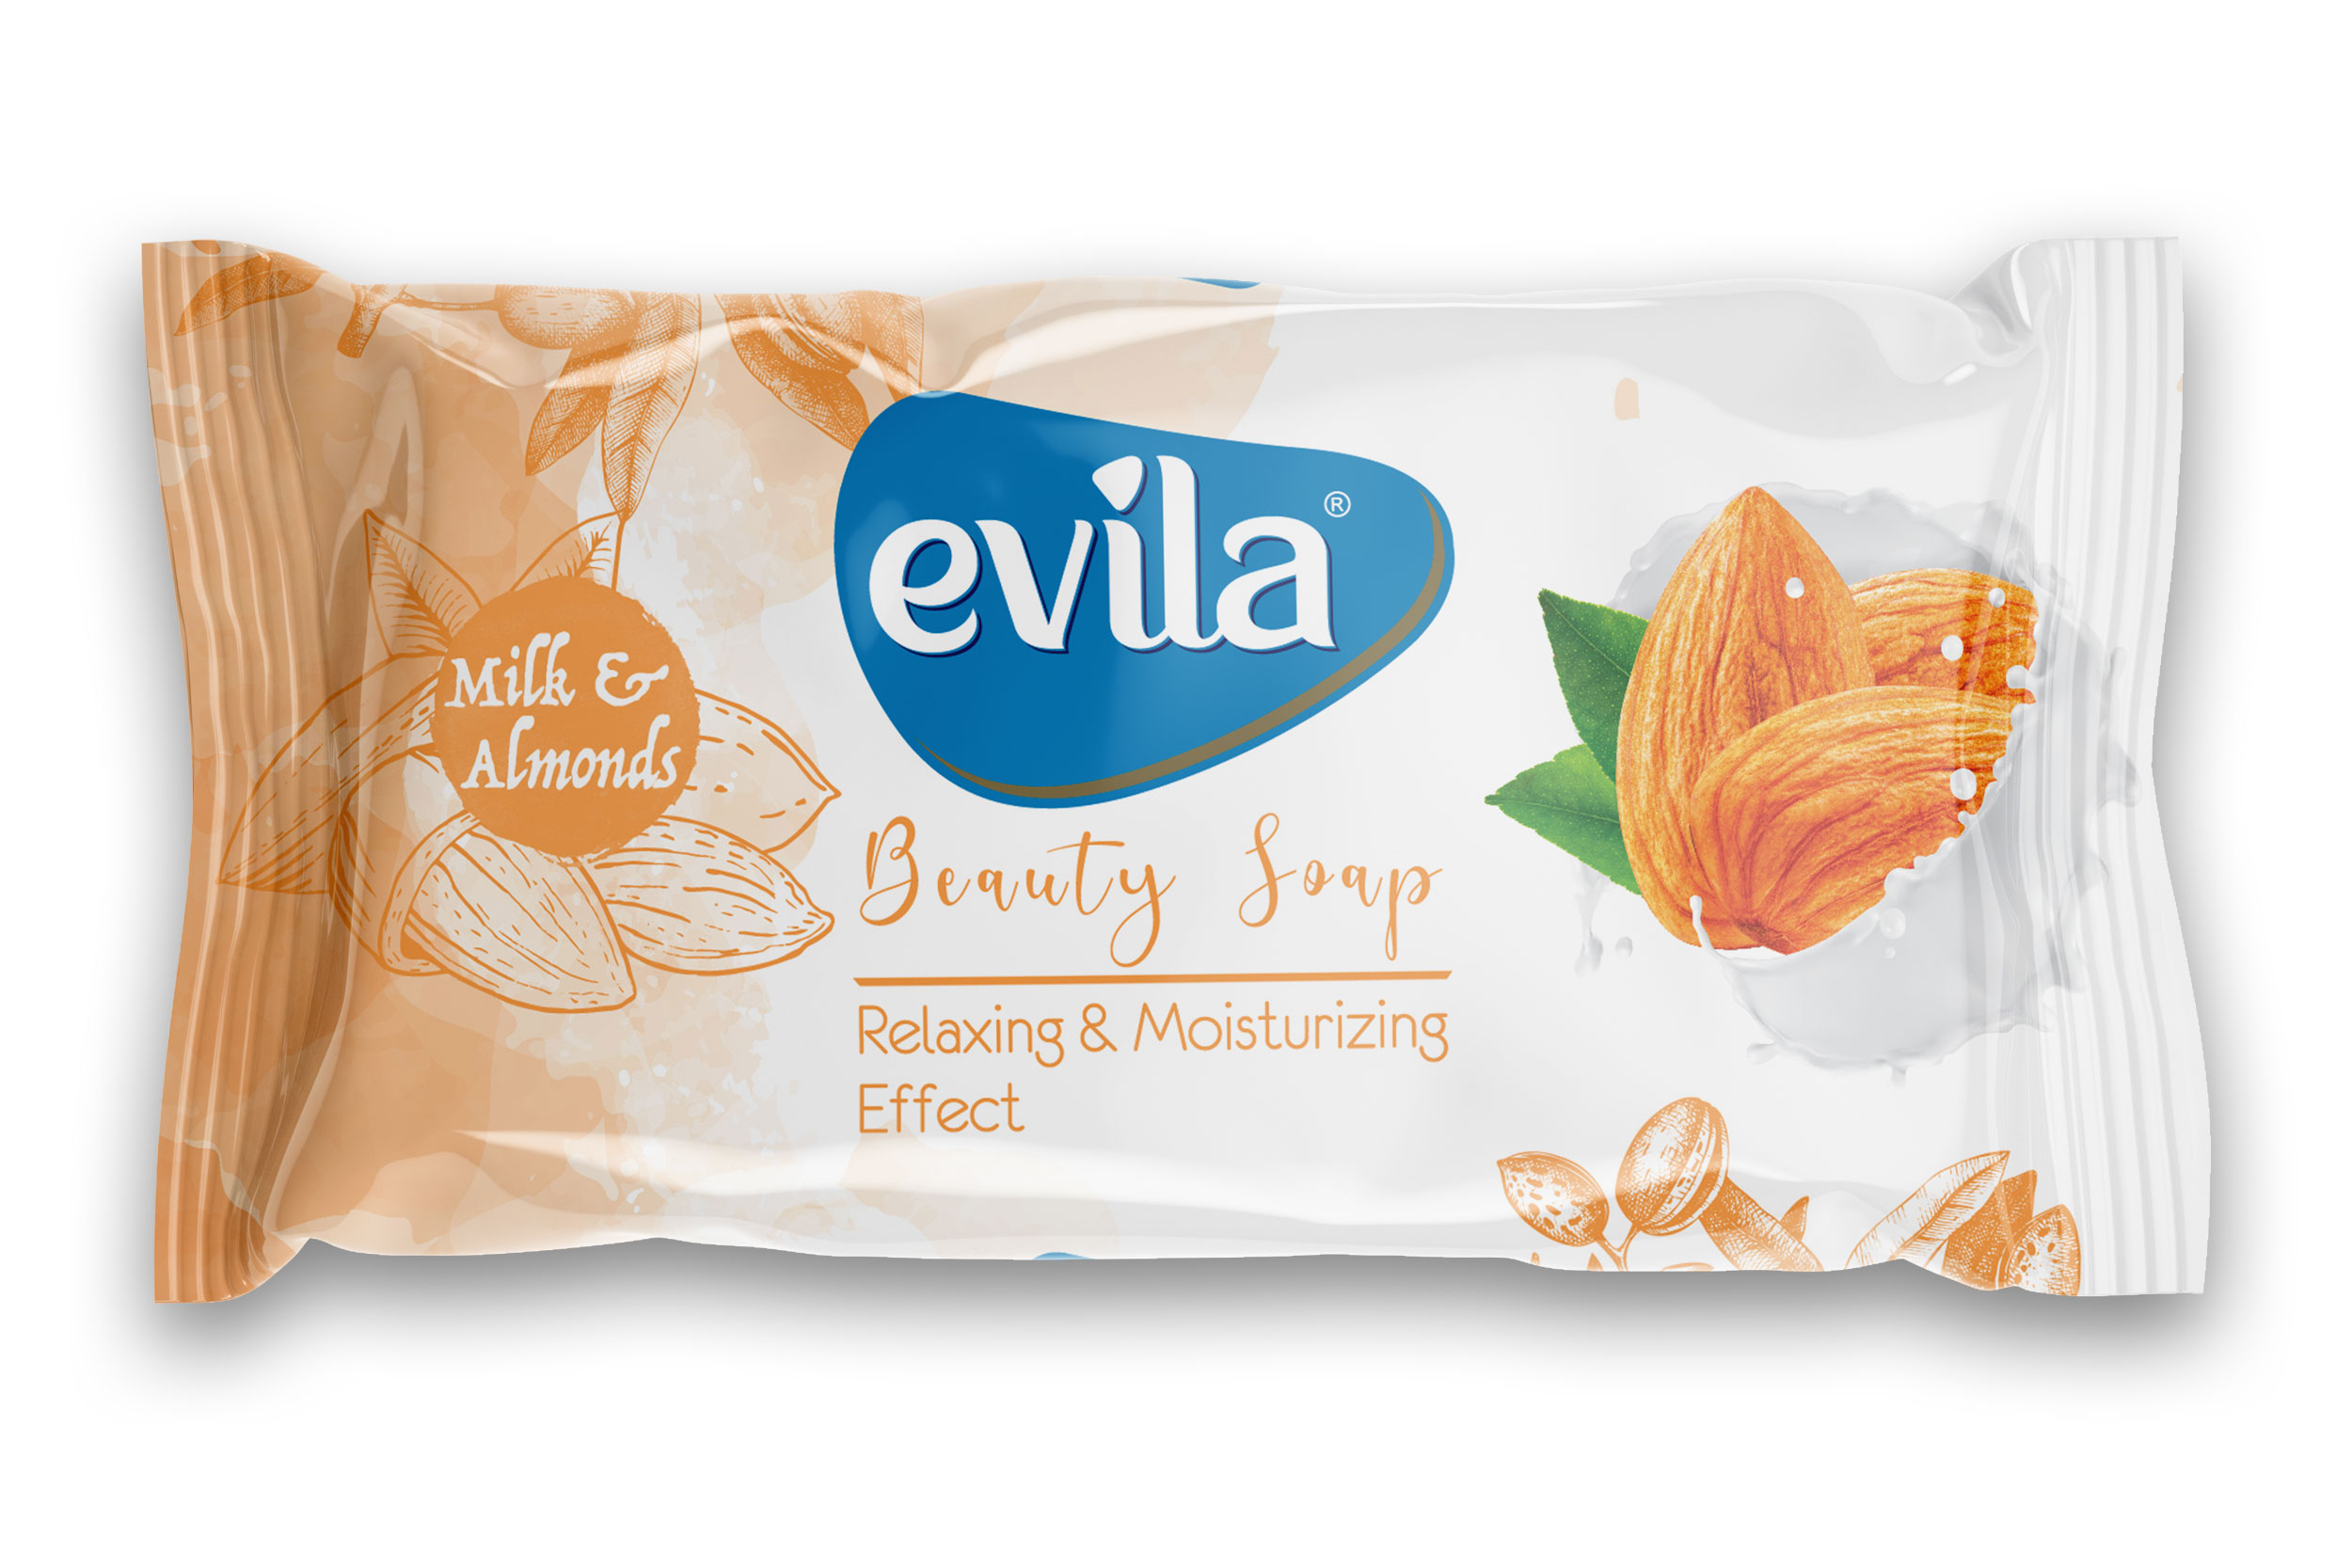 evila®
Milk &
Almonds
Beauty Soap
Relaxing & Moisturizing
Effect